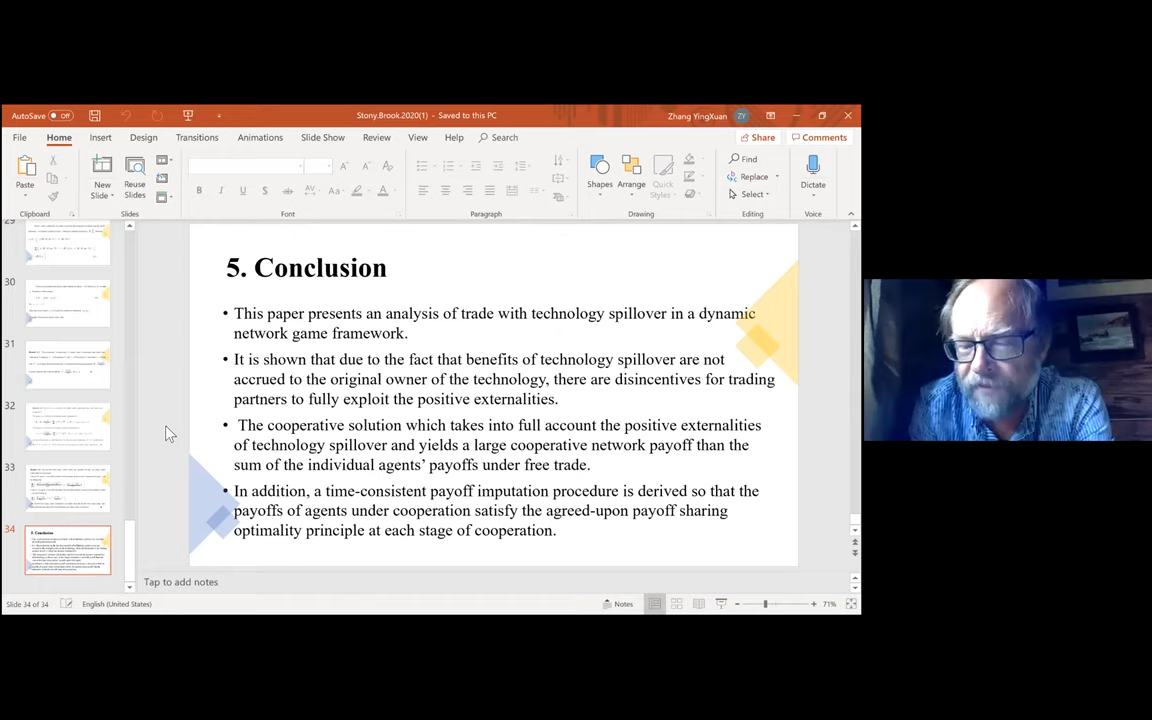 AutoSave Off Stony.Brook.2020(1) - Saved to this PC Zhang YingXuan ZY
File Home Insert Design Transitions Animations Slide Show Review View Help Search Share Comments
Paste New Slide Reuse Slides B I U S ab AV Aa A Shapes Arrange Quick Styles Find Replace Select Dictate
Clipboard Slides Font Paragraph Drawing Editing Voice
29
30
31
32
33
34
5. Conclusion
• This paper presents an analysis of trade with technology spillover in a dynamic
network game framework.
• It is shown that due to the fact that benefits of technology spillover are not
accrued to the original owner of the technology, there are disincentives for trading
partners to fully exploit the positive externalities.
• The cooperative solution which takes into full account the positive externalities
of technology spillover and yields a large cooperative network payoff than the
sum of the individual agents’ payoffs under free trade.
• In addition, a time-consistent payoff imputation procedure is derived so that the
payoffs of agents under cooperation satisfy the agreed-upon payoff sharing
optimality principle at each stage of cooperation.
Tap to add notes
Slide 34 of 34 English (United States) Notes 71%